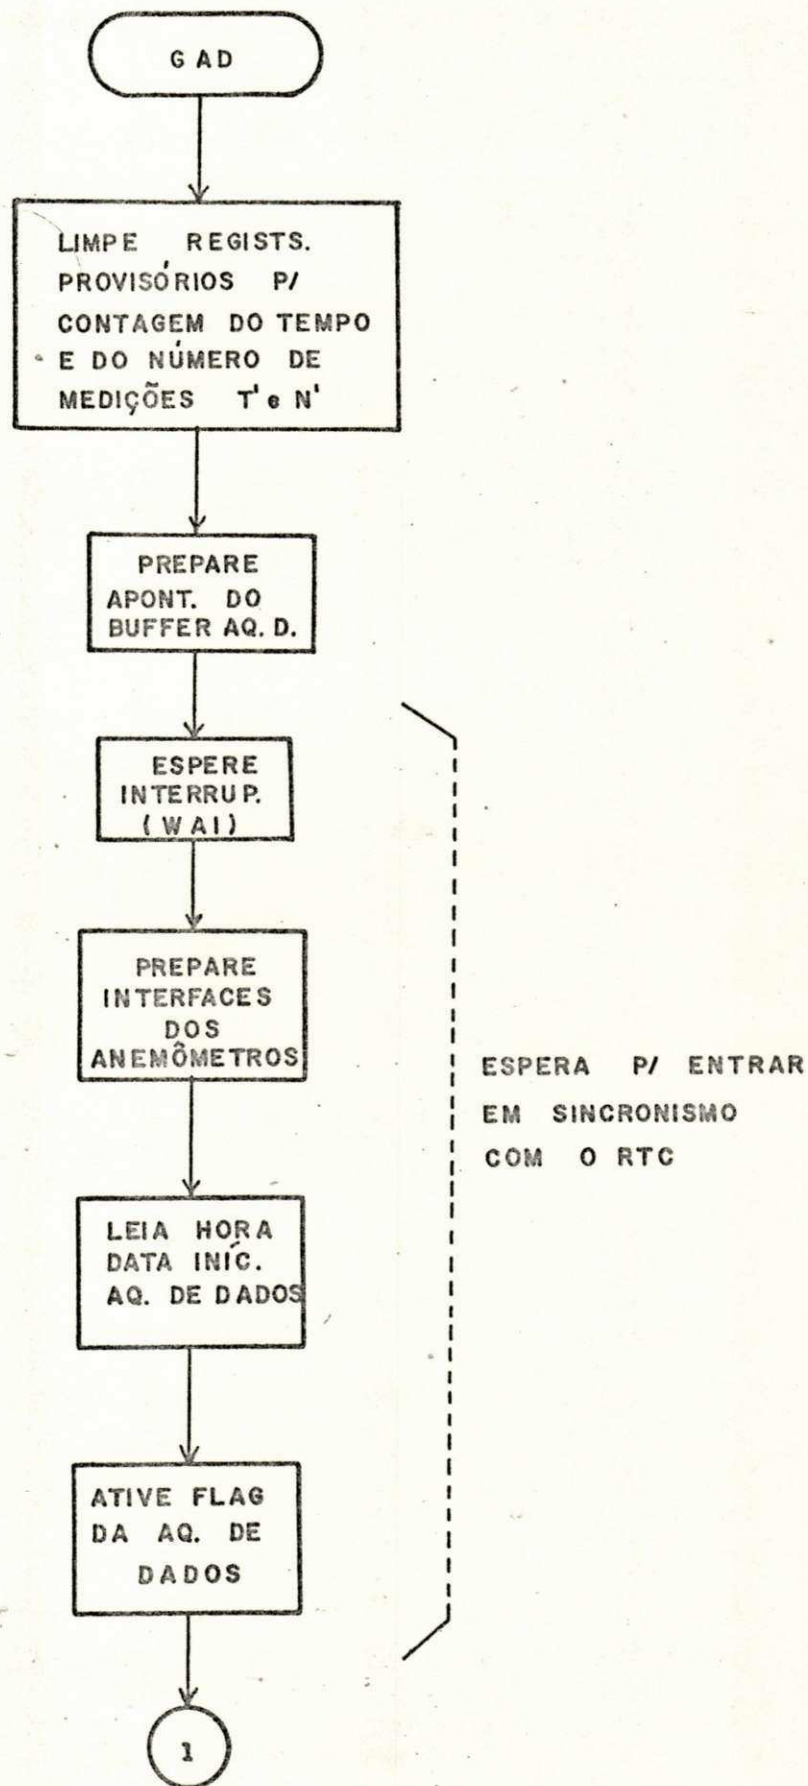 GAD
LIMPE REGISTS.
PROVISÓRIOS P/
CONTAGEM DO TEMPO
E DO NÚMERO DE
MEDIÇÕES T' e N'
PREPARE
APONT. DO
BUFFER AQ. D.
ESPERE
INTERRUP.
(WAI)
PREPARE
INTERFACES
DOS
ANEMÔMETROS
LEIA HORA
DATA INÍC.
AQ. DE DADOS
ATIVE FLAG
DA AQ. DE
DADOS
1
ESPERA P/ ENTRAR
EM SINCRONISMO
COM O RTC